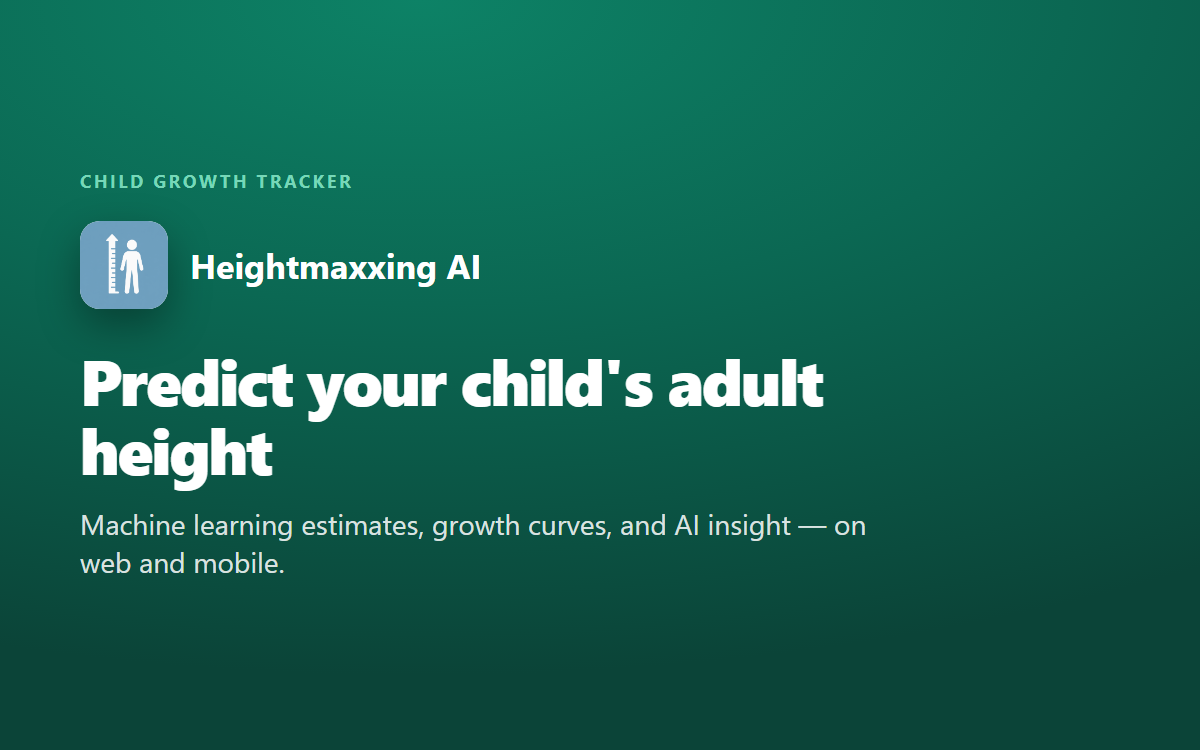 CHILD GROWTH TRACKER
Heightmaxxing AI
Predict your child's adult
height
Machine learning estimates, growth curves, and AI insight — on
web and mobile.